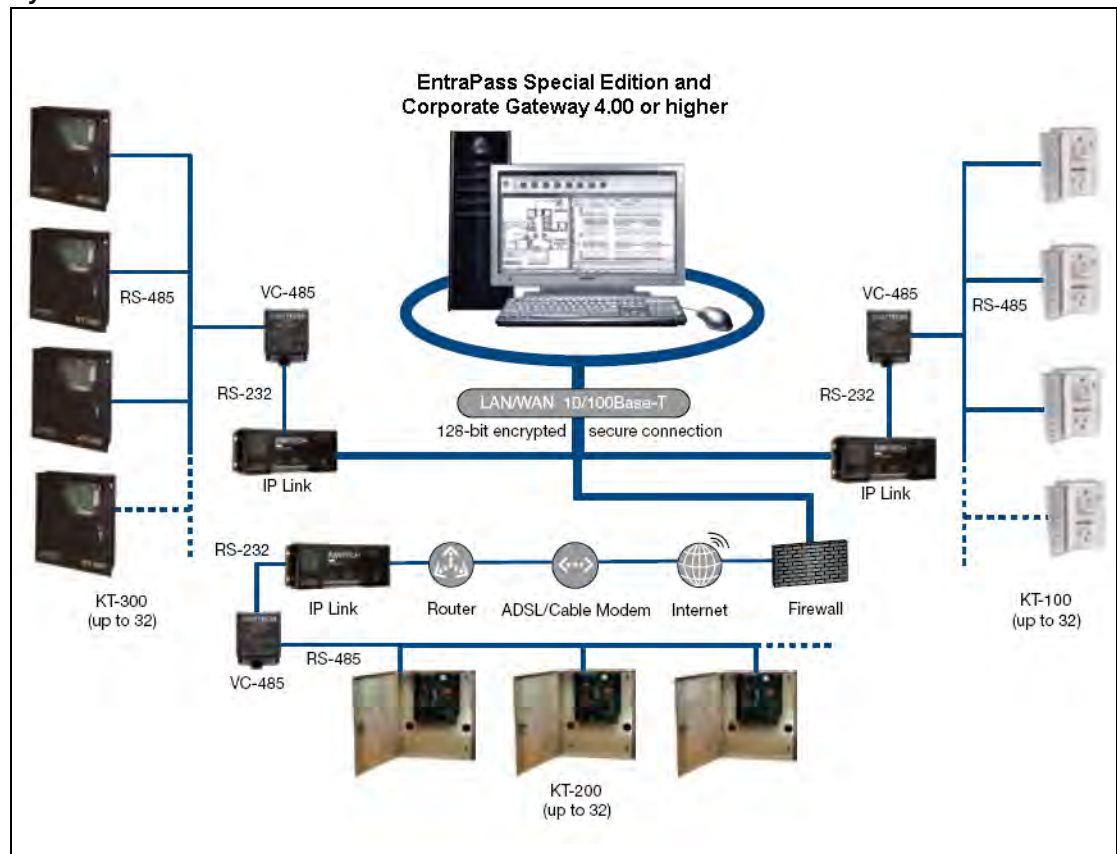 EntraPass Special Edition and
Corporate Gateway 4.00 or higher
RS-485
VC-485
RS-232
IP Link
LAN/WAN 10/100Base-T
128-bit encrypted secure connection
VC-485
RS-485
RS-232
IP Link
KT-300
(up to 32)
RS-232
IP Link
Router
ADSL/Cable Modem
Internet
Firewall
KT-100
(up to 32)
VC-485
RS-485
KT-200
(up to 32)